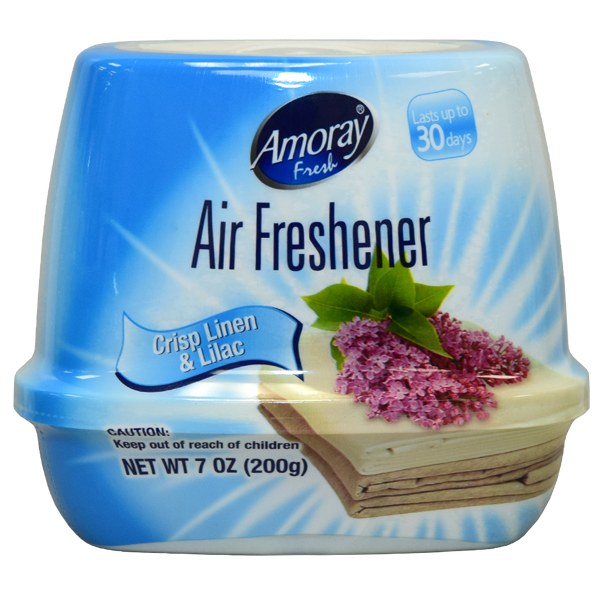 Amoray®
Fresh
Lasts up to
30 days
Air Freshener
Crisp Linen
& Lilac
CAUTION:
Keep out of reach of children
NET WT 7 OZ (200g)